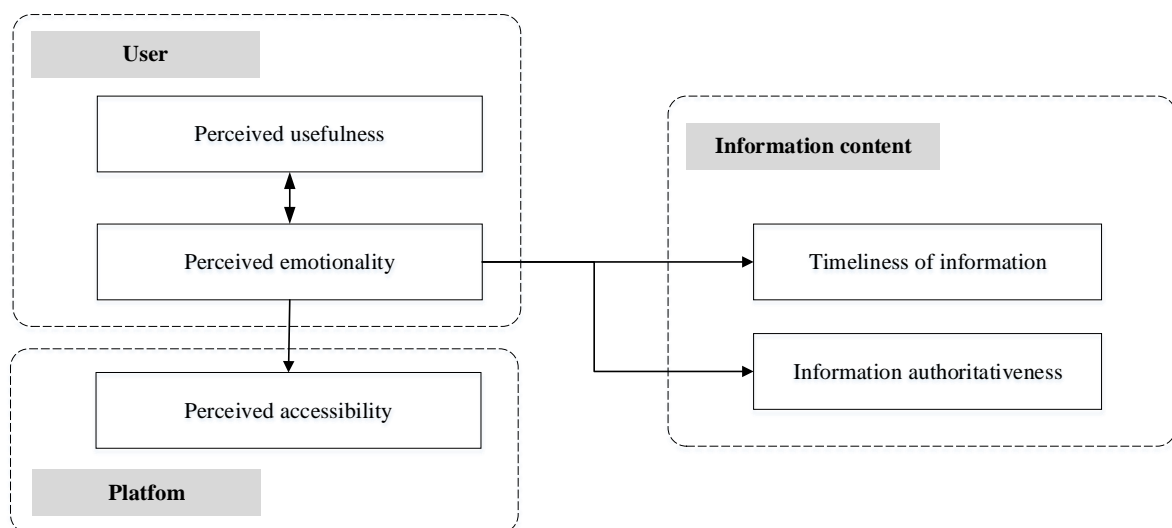 User
Perceived usefulness
Perceived emotionality
Perceived accessibility
Platfom
Information content
Timeliness of information
Information authoritativeness